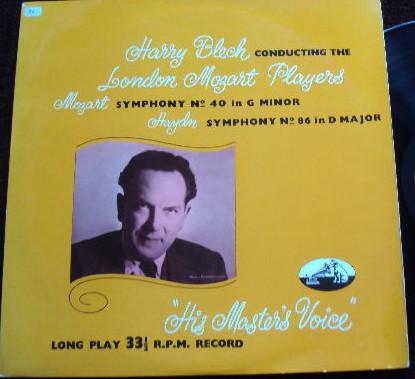 Harry Blech CONDUCTING THE
London Mozart Players
Mozart SYMPHONY Nº 40 in G MINOR
Haydn SYMPHONY Nº 86 in D MAJOR
"His Master's Voice"
LONG PLAY 33⅓ R.P.M. RECORD